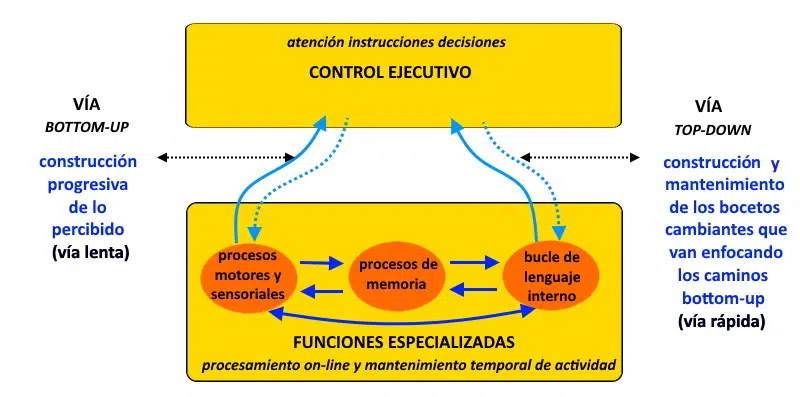 atención instrucciones decisiones
CONTROL EJECUTIVO
VÍA
BOTTOM-UP
construcción
progresiva
de lo
percibido
(vía lenta)
VÍA
TOP-DOWN
construcción y
mantenimiento
de los bocetos
cambiantes que
van enfocando
los caminos
bottom-up
(vía rápida)
procesos
motores y
sensoriales
procesos de
memoria
bucle de
lenguaje
interno
FUNCIONES ESPECIALIZADAS
procesamiento on-line y mantenimiento temporal de actividad